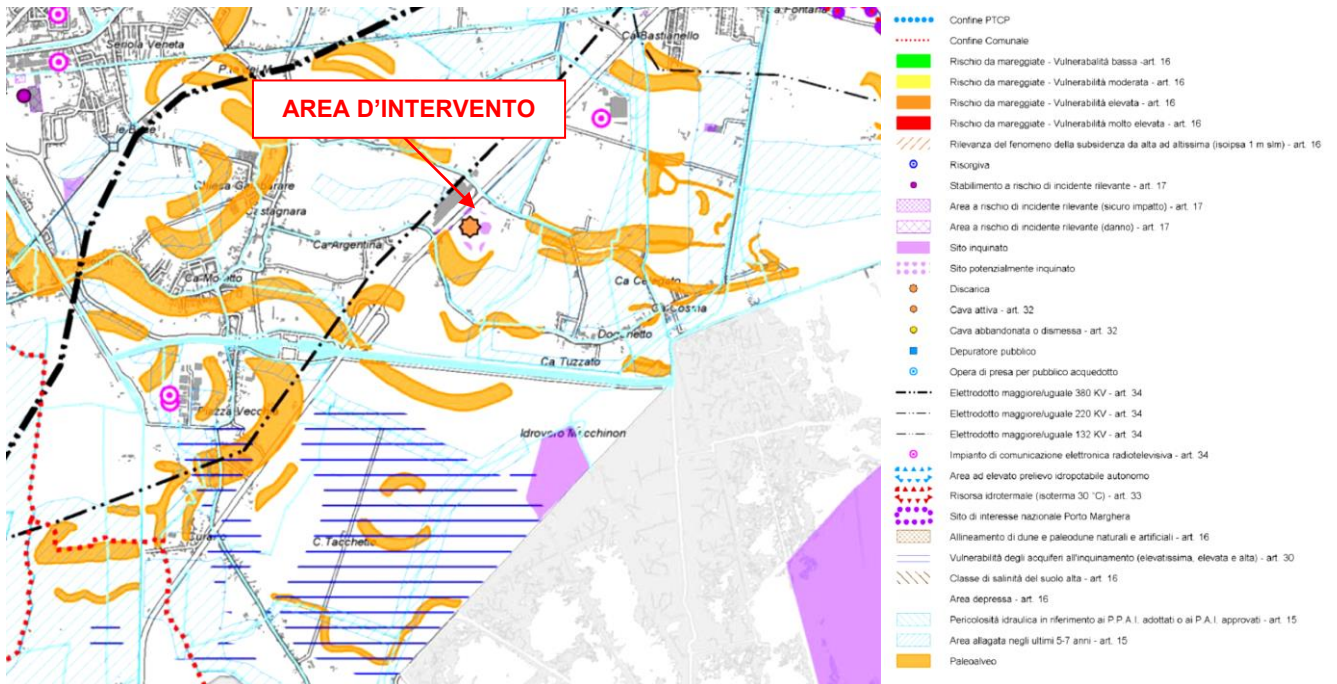 Seriola Veneta
Ca Bastianello
AREA D'INTERVENTO
Castagnara
Ca Argentina
Ca Tuzzato
C. Tacchetto
Confine PTCP
Confine Comunale
Rischio da mareggiate - Vulnerabilità bassa -art. 16
Rischio da mareggiate - Vulnerabilità moderata - art. 16
Rischio da mareggiate - Vulnerabilità elevata - art. 16
Rischio da mareggiate - Vulnerabilità molto elevata - art. 16
Rilevanza del fenomeno della subsidenza da alta ad altissima (isoipsa 1 m slm) - art. 16
Risorgiva
Stabilimento a rischio di incidente rilevante - art. 17
Area a rischio di incidente rilevante (sicuro impatto) - art. 17
Area a rischio di incidente rilevante (danno) - art. 17
Sito inquinato
Sito potenzialmente inquinato
Discarica
Cava attiva - art. 32
Cava abbandonata o dismessa - art. 32
Depuratore pubblico
Opera di presa per pubblico acquedotto
Elettrodotto maggiore/uguale 380 KV - art. 34
Elettrodotto maggiore/uguale 220 KV - art. 34
Elettrodotto maggiore/uguale 132 KV - art. 34
Impianto di comunicazione elettronica radiotelevisiva - art. 34
Area ad elevato prelievo idropotabile autonomo
Risorsa idrotermale (isoterma 30 °C) - art. 33
Sito di interesse nazionale Porto Marghera
Allineamento di dune e paleodune naturali e artificiali - art. 16
Vulnerabilità degli acquiferi all'inquinamento (elevatissima, elevata e alta) - art. 30
Classe di salinità del suolo alta - art. 16
Area depressa - art. 16
Pericolosità idraulica in riferimento ai P.P.A.I. adottati o ai P.A.I. approvati - art. 15
Area allagata negli ultimi 5-7 anni - art. 15
Paleoalveo